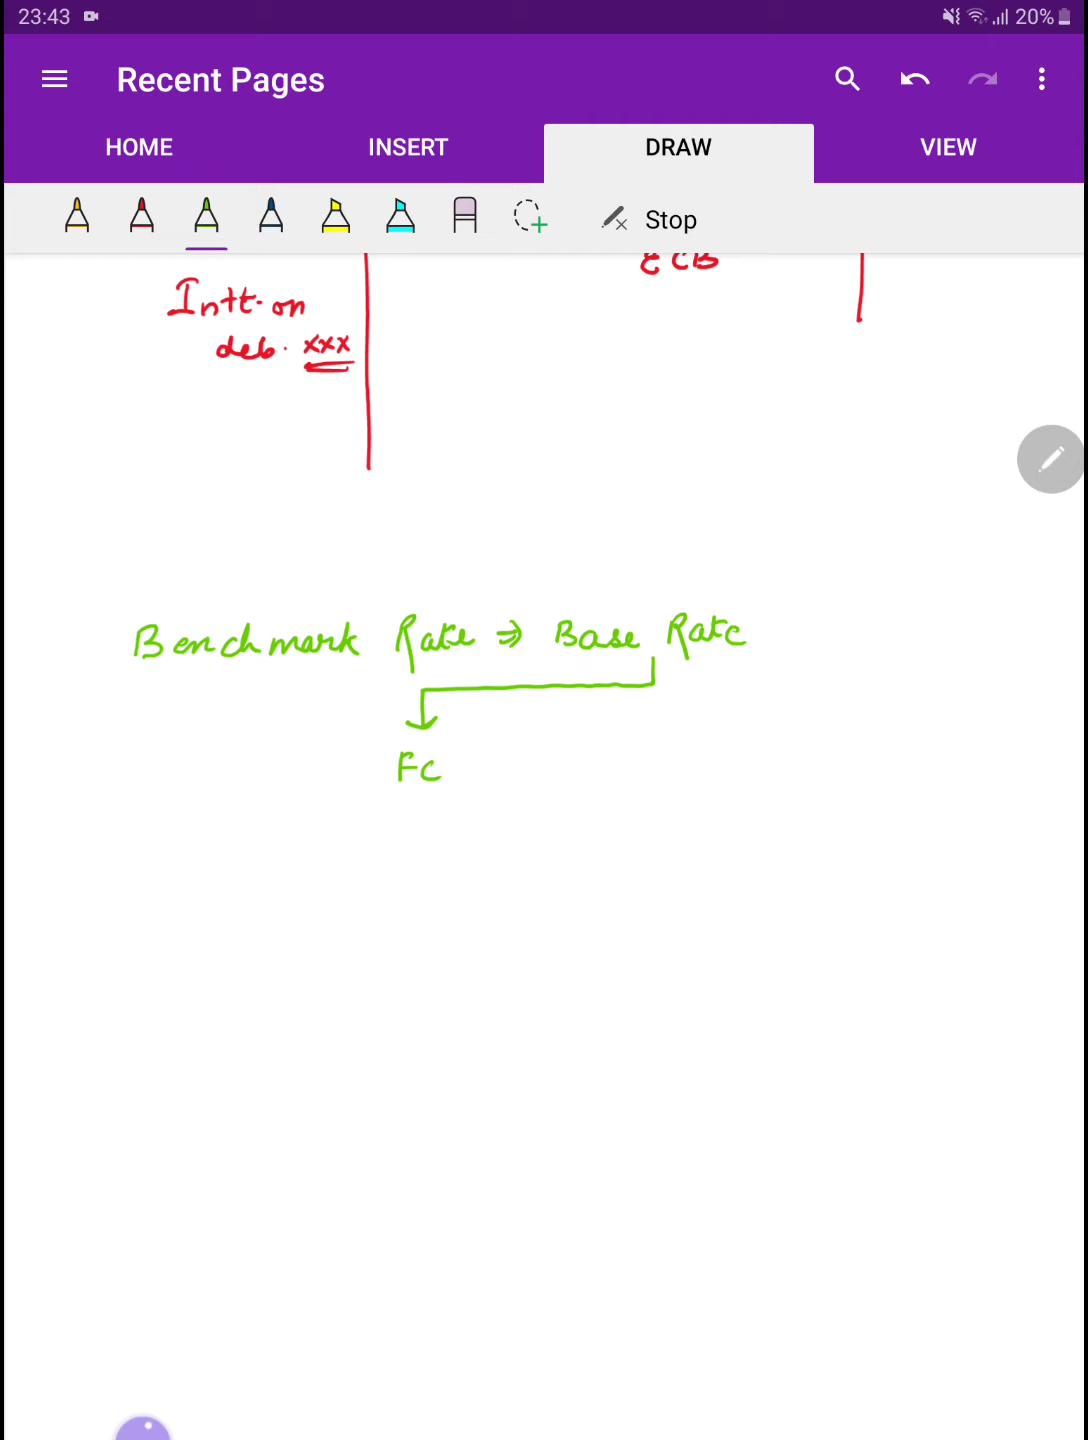 23:43 20%
Recent Pages
HOME INSERT DRAW VIEW
Stop
ECB
Intt. on
deb. xxx
Benchmark Rate ⇒ Base Rate
FC